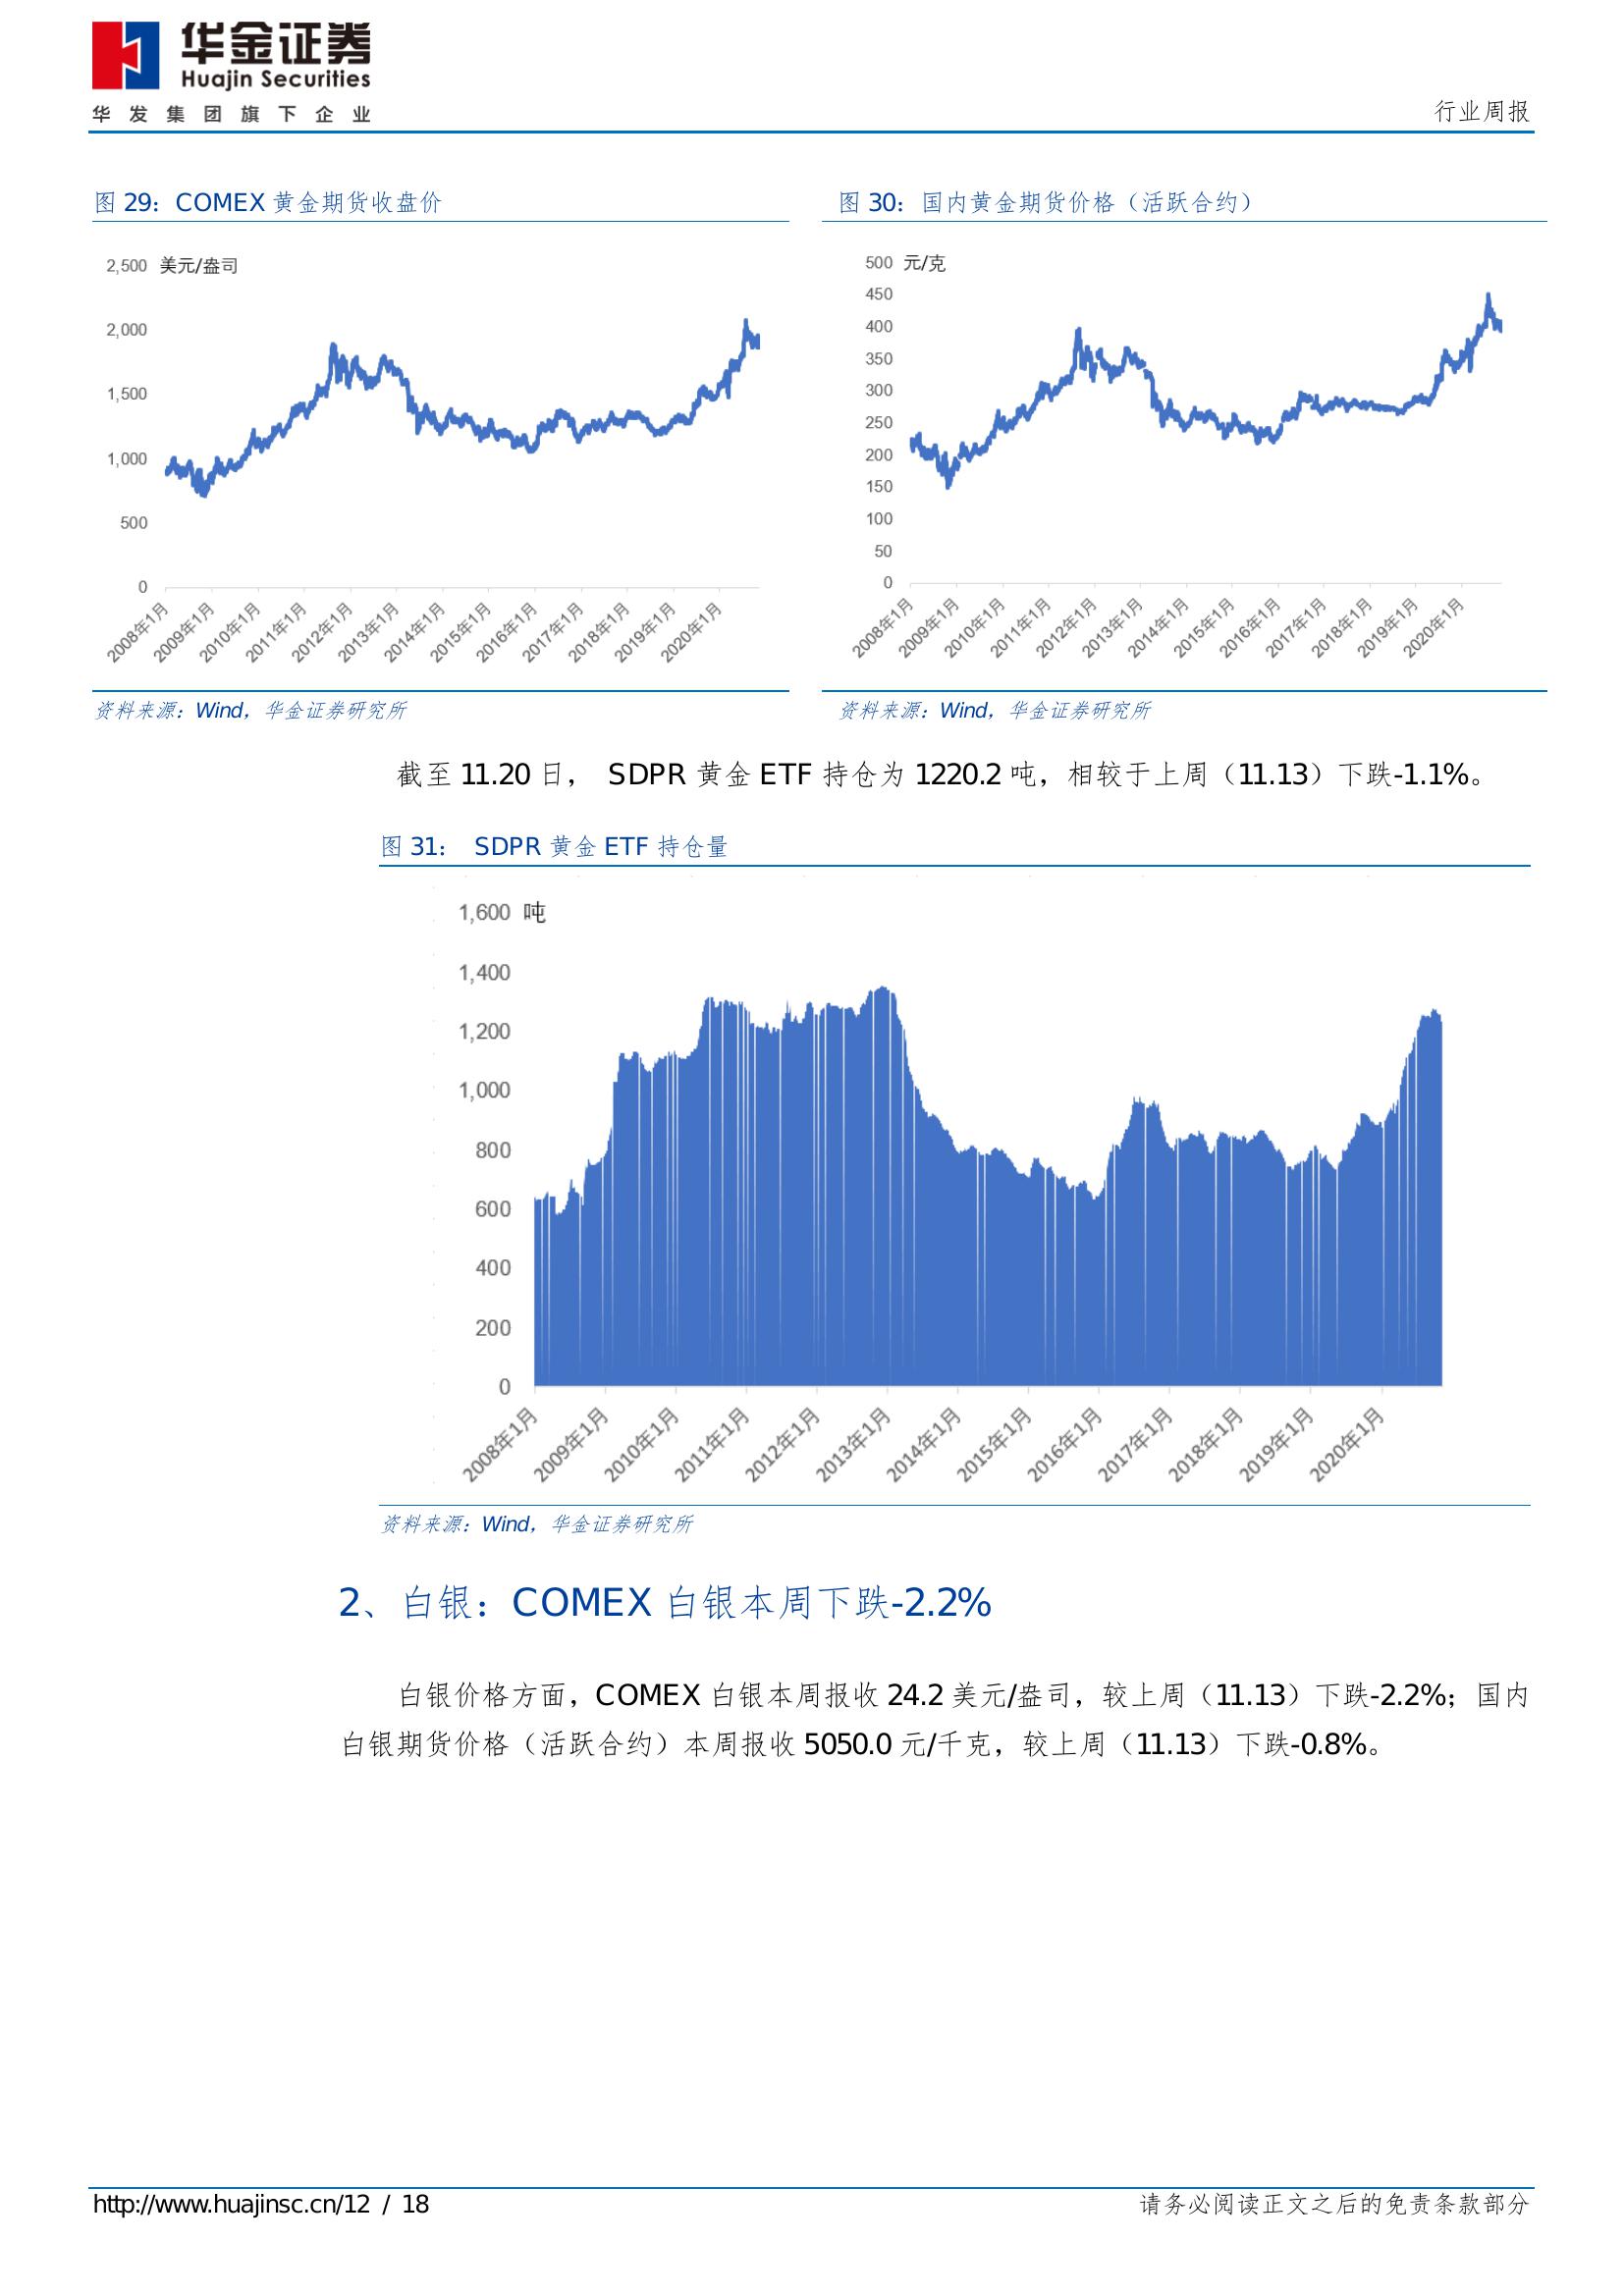 华金证券
Huajin Securities
华发集团旗下企业
行业周报
图 29：COMEX 黄金期货收盘价
美元/盎司
2,500
2,000
1,500
1,000
500
0
2008年1月
2009年1月
2010年1月
2011年1月
2012年1月
2013年1月
2014年1月
2015年1月
2016年1月
2017年1月
2018年1月
2019年1月
2020年1月
资料来源：Wind，华金证券研究所
图 30：国内黄金期货价格（活跃合约）
元/克
500
450
400
350
300
250
200
150
100
50
0
2008年1月
2009年1月
2010年1月
2011年1月
2012年1月
2013年1月
2014年1月
2015年1月
2016年1月
2017年1月
2018年1月
2019年1月
2020年1月
资料来源：Wind，华金证券研究所
截至 11.20 日， SDPR 黄金 ETF 持仓为 1220.2 吨，相较于上周（11.13）下跌-1.1%。
图 31： SDPR 黄金 ETF 持仓量
吨
1,600
1,400
1,200
1,000
800
600
400
200
0
2008年1月
2009年1月
2010年1月
2011年1月
2012年1月
2013年1月
2014年1月
2015年1月
2016年1月
2017年1月
2018年1月
2019年1月
2020年1月
资料来源：Wind，华金证券研究所
2、白银：COMEX 白银本周下跌-2.2%
白银价格方面，COMEX 白银本周报收 24.2 美元/盎司，较上周（11.13）下跌-2.2%；国内
白银期货价格（活跃合约）本周报收 5050.0 元/千克，较上周（11.13）下跌-0.8%。
http://www.huajinsc.cn/12 / 18
请务必阅读正文之后的免责条款部分